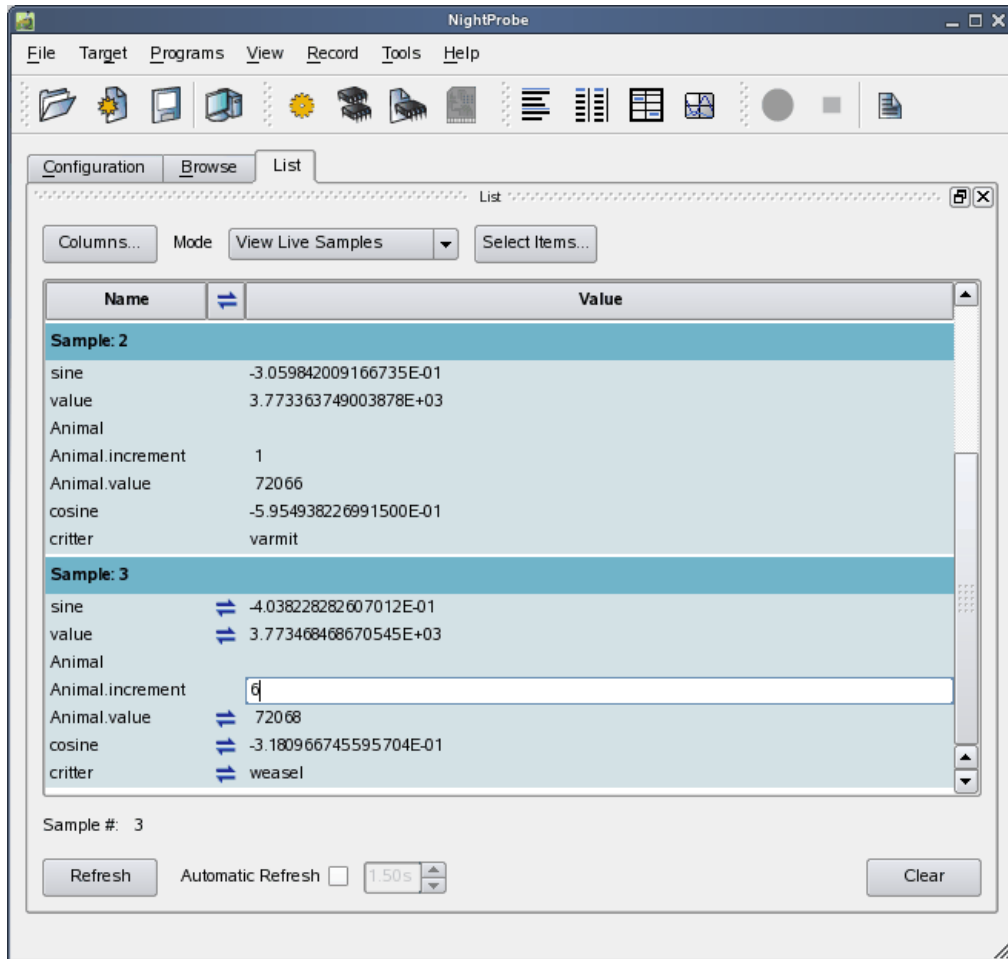 NightProbe
File Target Programs View Record Tools Help
Configuration Browse List
List
Columns... Mode View Live Samples Select Items...
Name Value
Sample: 2
sine -3.059842009166735E-01
value 3.773363749003878E+03
Animal
Animal.increment 1
Animal.value 72066
cosine -5.954938226991500E-01
critter varmit
Sample: 3
sine -4.038228282607012E-01
value 3.773468468670545E+03
Animal
Animal.increment 6
Animal.value 72068
cosine -3.180966745595704E-01
critter weasel
Sample #: 3
Refresh Automatic Refresh 1.50s Clear